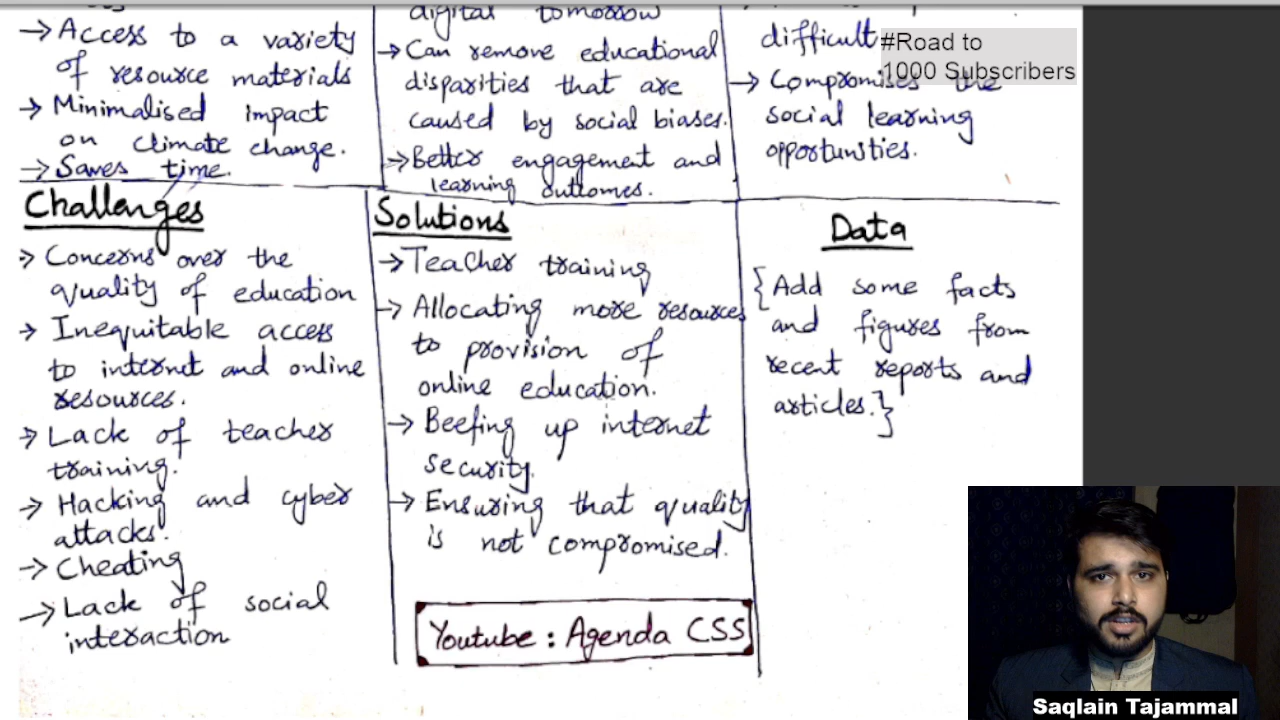 → Access to a variety
of resource materials
→ Minimalised impact
on climate change.
→ Saves time.
digital tomorrow
→ Can remove educational
disparities that are
caused by social biases.
→ Better engagement and
learning outtomes.
difficult
→ Compromises the
social learning
opportunities.
#Road to
1000 Subscribers
Challenges
→ Concerns over the
quality of education
→ Inequitable access
to internet and online
resources.
→ Lack of teacher
training.
→ Hacking and cyber
attacks.
→ Cheating
→ Lack of social
interaction
Solutions
→ Teacher training
→ Allocating more resources
to provision of
online education.
→ Beefing up internet
security.
→ Ensuring that quality
is not compromised.
Youtube : Agenda CSS
Data
{Add some facts
and figures from
recent reports and
articles.}
Saqlain Tajammal